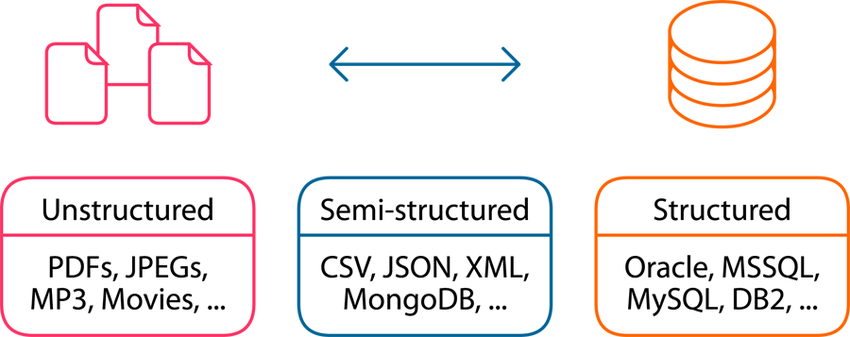 Unstructured
PDFs, JPEGs,
MP3, Movies, ...
Semi-structured
CSV, JSON, XML,
MongoDB, ...
Structured
Oracle, MSSQL,
MySQL, DB2, ...